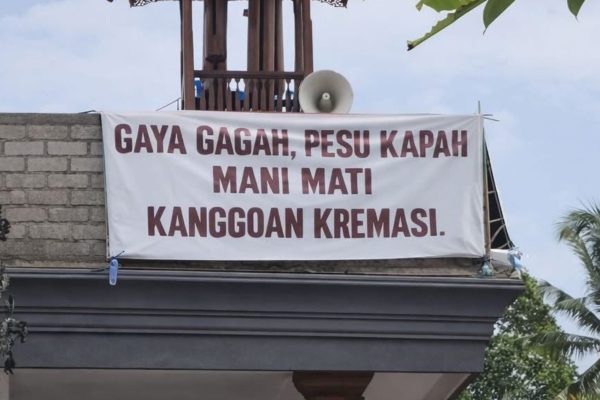 GAYA GAGAH, PESU KAPAH
MANI MATI
KANGGOAN KREMASI.